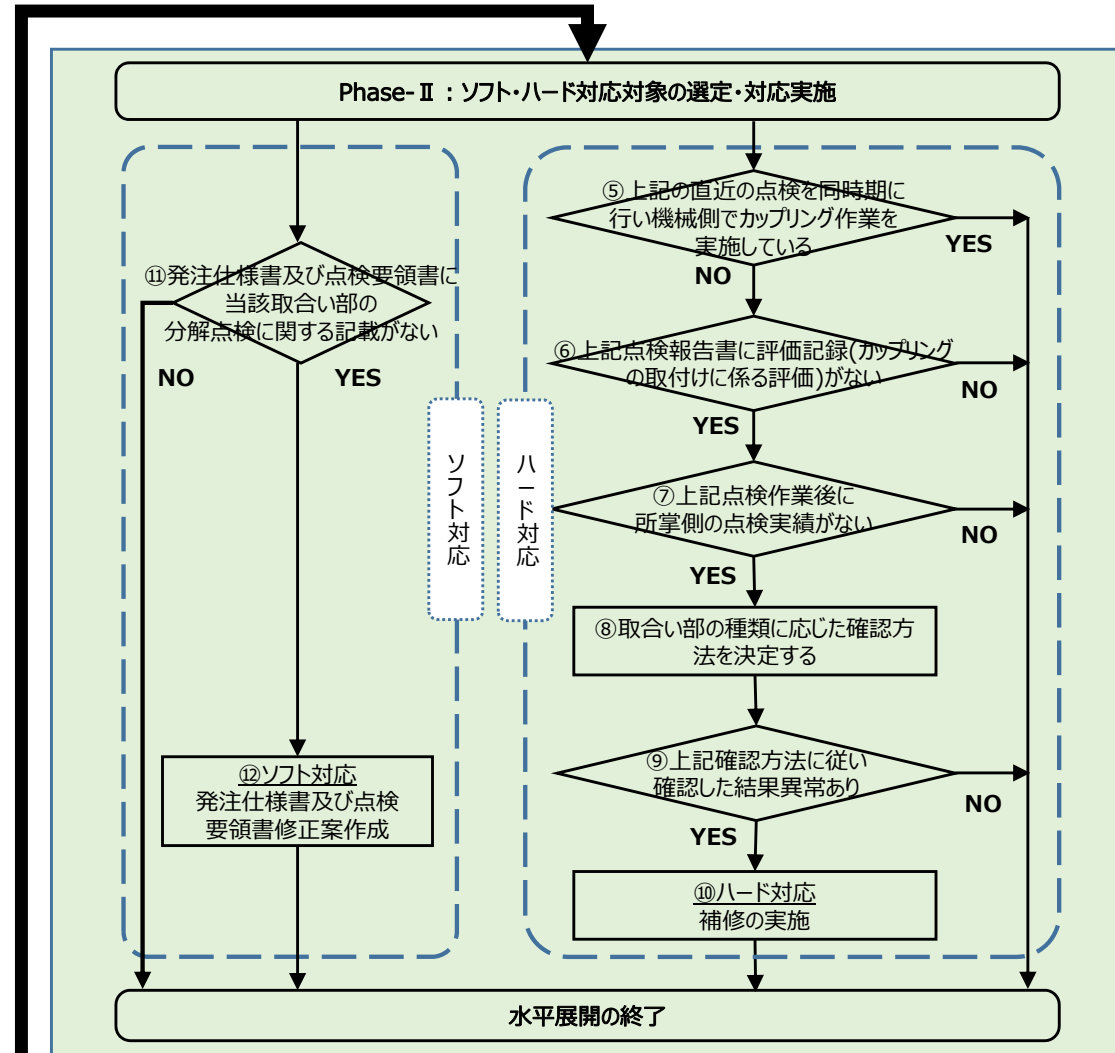 Phase-Ⅱ：ソフト・ハード対応対象の選定・対応実施
⑤上記の直近の点検を同時期に
行い機械側でカップリング作業を
実施している
YES
NO
⑥上記点検報告書に評価記録(カップリング
の取付けに係る評価)がない
NO
YES
⑦上記点検作業後に
所掌側の点検実績がない
NO
YES
⑧取合い部の種類に応じた確認方
法を決定する
⑨上記確認方法に従い
確認した結果異常あり
NO
YES
⑩ハード対応
補修の実施
ハード対応
ソフト対応
⑪発注仕様書及び点検要領書に
当該取合い部の
分解点検に関する記載がない
NO
YES
⑫ソフト対応
発注仕様書及び点検
要領書修正案作成
水平展開の終了